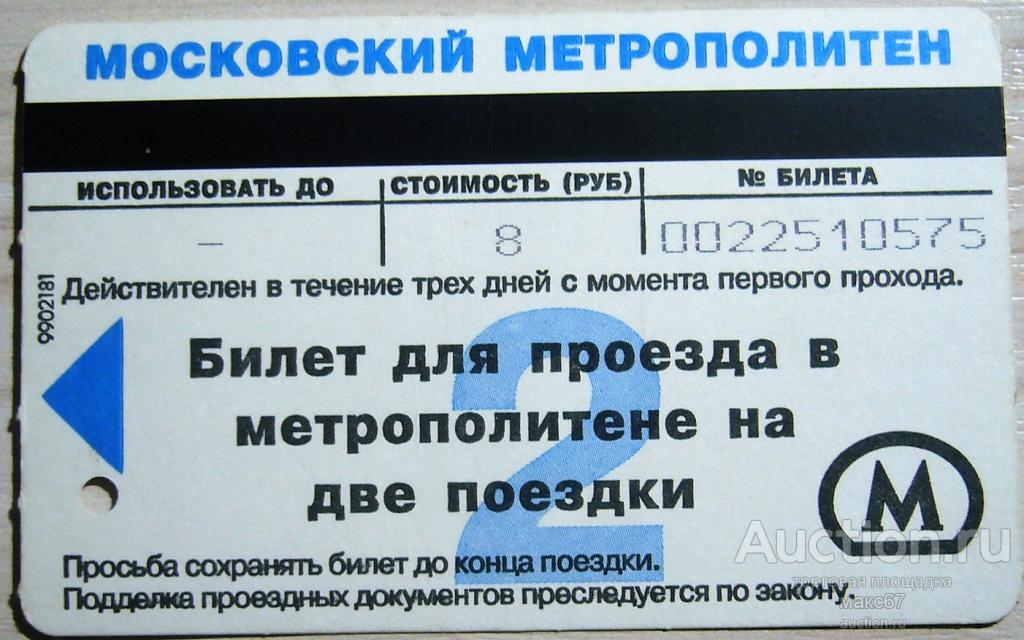 МОСКОВСКИЙ МЕТРОПОЛИТЕН
ИСПОЛЬЗОВАТЬ ДО СТОИМОСТЬ (РУБ) № БИЛЕТА
– 8 0022510575
Действителен в течение трех дней с момента первого прохода.
9902181
2
Билет для проезда в
метрополитене на
две поездки
М
Просьба сохранять билет до конца поездки.
Подделка проездных документов преследуется по закону.
Auction.ru
торговая площадка
макс67
auction.ru